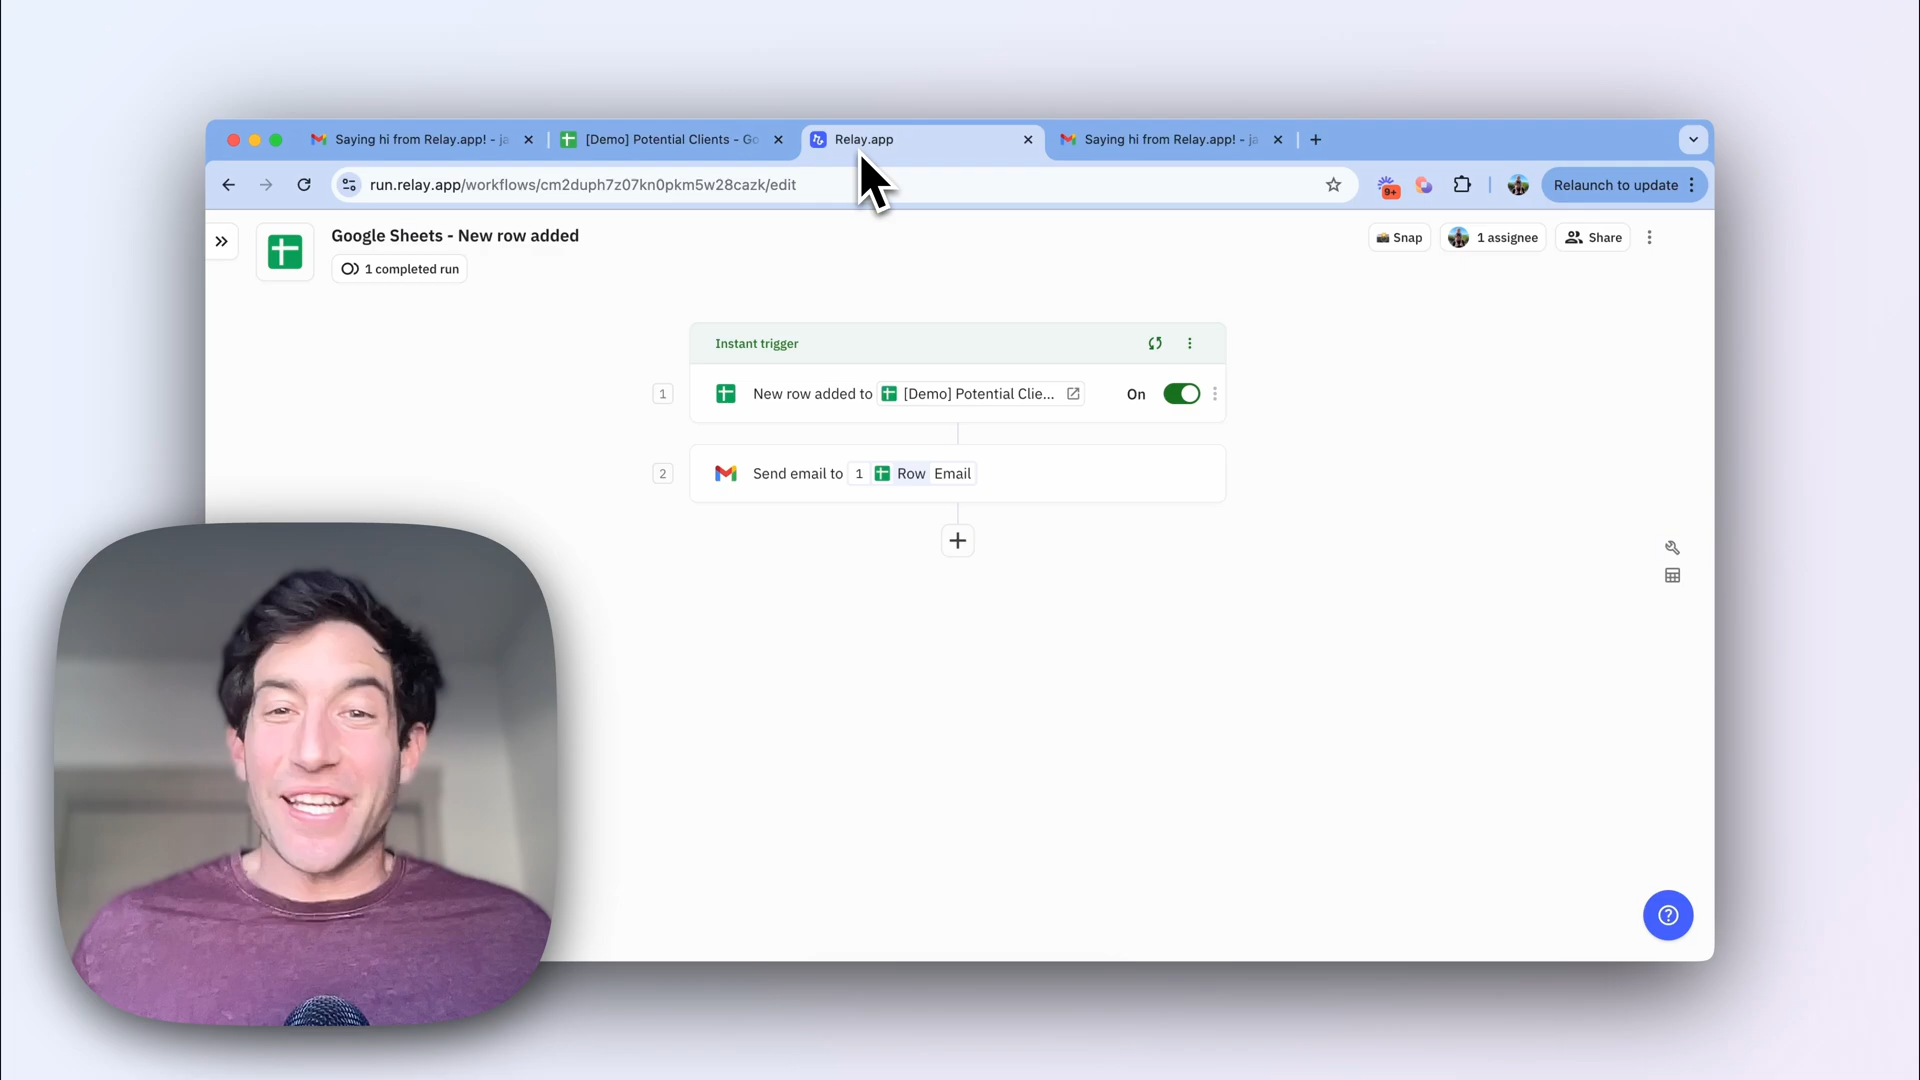 Saying hi from Relay.app! - ja
[Demo] Potential Clients - Go
Relay.app
Saying hi from Relay.app! - ja
run.relay.app/workflows/cm2duph7z07kn0pkm5w28cazk/edit
9+
Relaunch to update
Google Sheets - New row added
1 completed run
Snap
1 assignee
Share
Instant trigger
1
New row added to [Demo] Potential Clie...
On
2
Send email to 1 Row Email